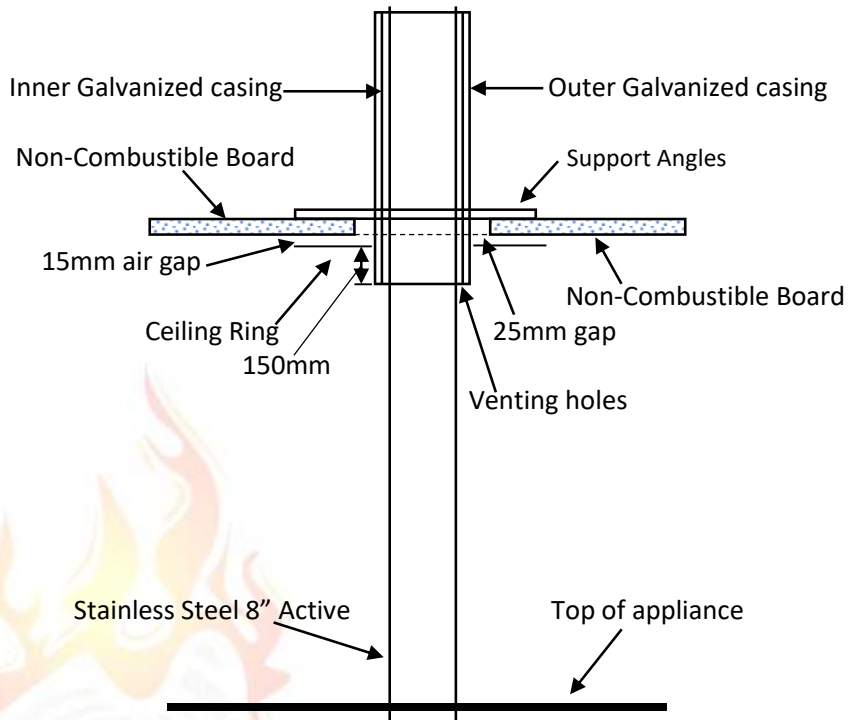 Inner Galvanized casing
Outer Galvanized casing
Non-Combustible Board
Support Angles
15mm air gap
Non-Combustible Board
Ceiling Ring
25mm gap
150mm
Venting holes
Stainless Steel 8” Active
Top of appliance